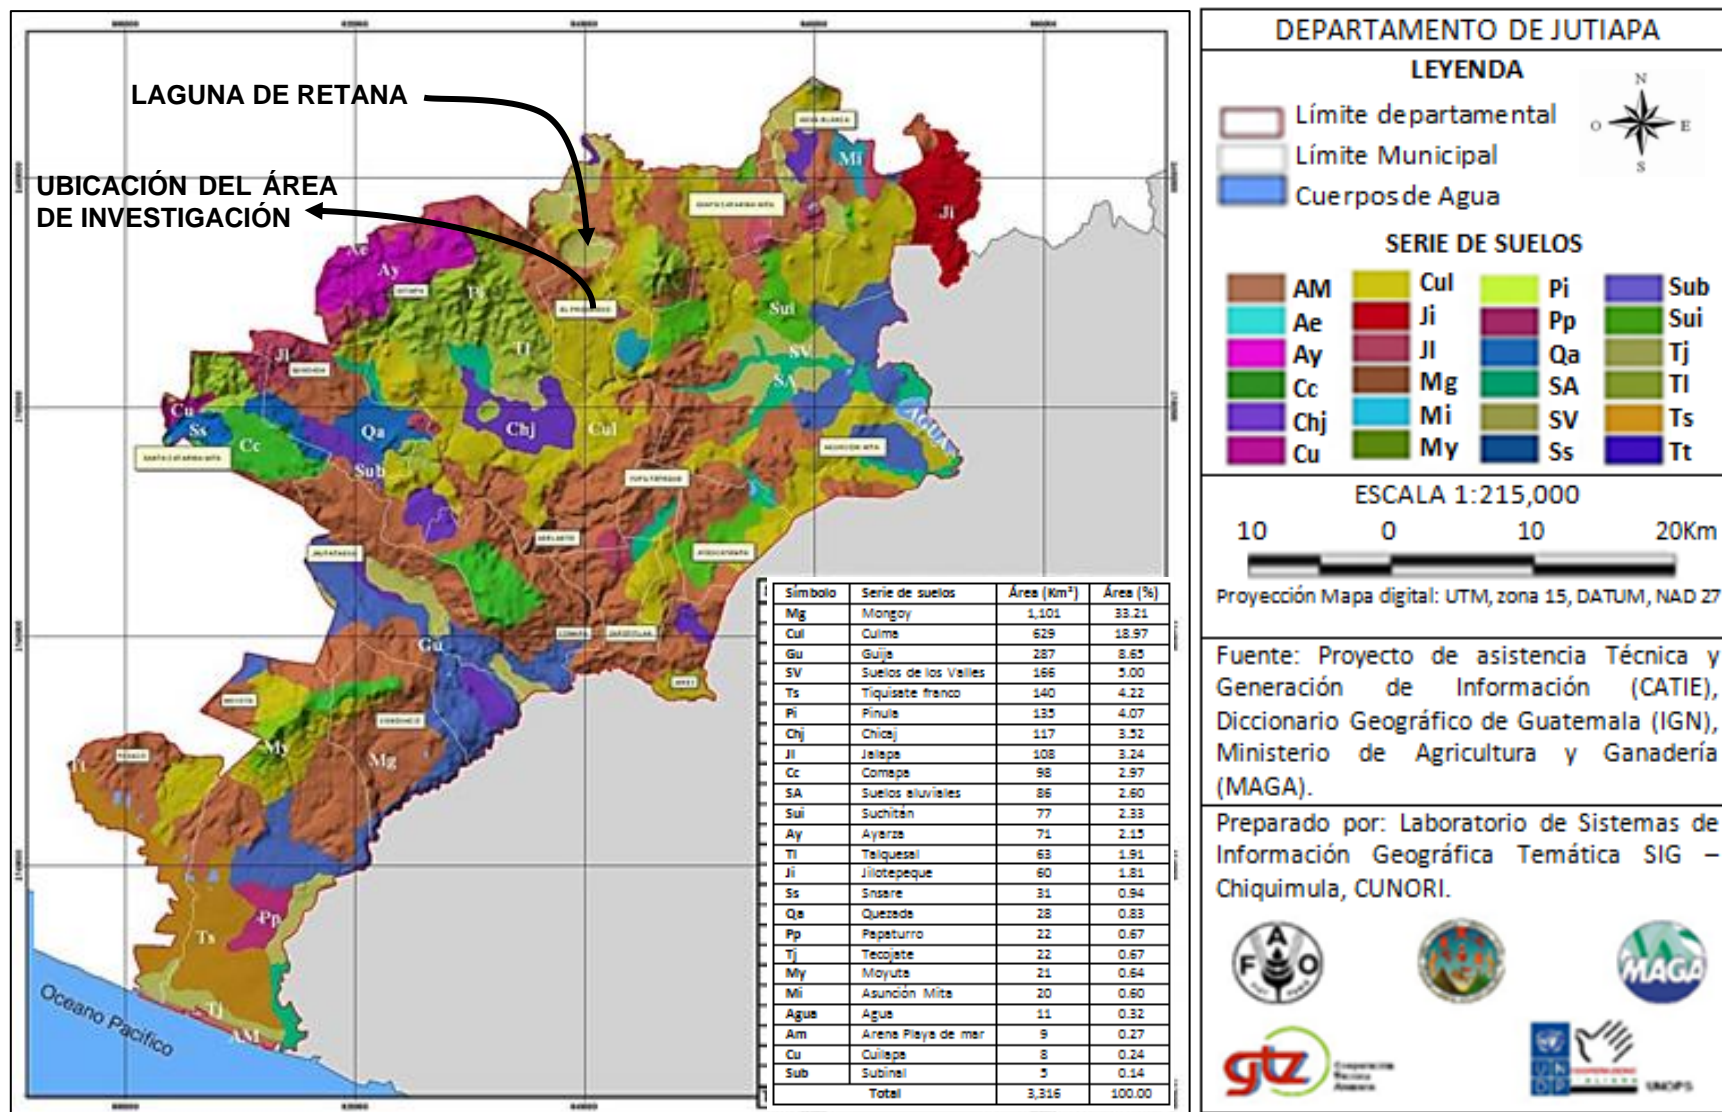 LAGUNA DE RETANA
UBICACIÓN DEL ÁREA
DE INVESTIGACIÓN
Mi
Ji
Ay
Pi
Sui
Jl
Tl
SV
SA
Cu
Ss
Cc
Qa
Chj
Cul
AGUA
Sub
Gu
My
Mg
Pp
Ts
Tj
AM
Oceano Pacifico
Símbolo Serie de suelos Área (Km²) Área (%)
Mg Mongoy 1,101 33.21
Cul Culma 629 18.97
Gu Guija 287 8.65
SV Suelos de los Valles 166 5.00
Ts Tiquisate franco 140 4.22
Pi Pinula 135 4.07
Chj Chicaj 117 3.52
Jl Jalapa 108 3.24
Cc Comapa 98 2.97
SA Suelos aluviales 86 2.60
Sui Suchitán 77 2.33
Ay Ayarza 71 2.15
Tl Talquesal 63 1.91
Ji Jilotepeque 60 1.81
Ss Snsare 31 0.94
Qa Quezada 28 0.83
Pp Papaturro 22 0.67
Tj Tecojate 22 0.67
My Moyuta 21 0.64
Mi Asunción Mita 20 0.60
Agua Agua 11 0.32
Am Arena Playa de mar 9 0.27
Cu Cuilapa 8 0.24
Sub Subinal 5 0.14
Total 3,316 100.00
DEPARTAMENTO DE JUTIAPA
LEYENDA
N
O E
S
Límite departamental
Límite Municipal
Cuerpos de Agua
SERIE DE SUELOS
AM Cul Pi Sub
Ae Ji Pp Sui
Ay Jl Qa Tj
Cc Mg SA Tl
Chj Mi SV Ts
Cu My Ss Tt
ESCALA 1:215,000
10 0 10 20Km
Proyección Mapa digital: UTM, zona 15, DATUM, NAD 27
Fuente: Proyecto de asistencia Técnica y
Generación de Información (CATIE),
Diccionario Geográfico de Guatemala (IGN),
Ministerio de Agricultura y Ganadería
(MAGA).
Preparado por: Laboratorio de Sistemas de
Información Geográfica Temática SIG –
Chiquimula, CUNORI.
FAO
MAGA
gtz
UNOPS